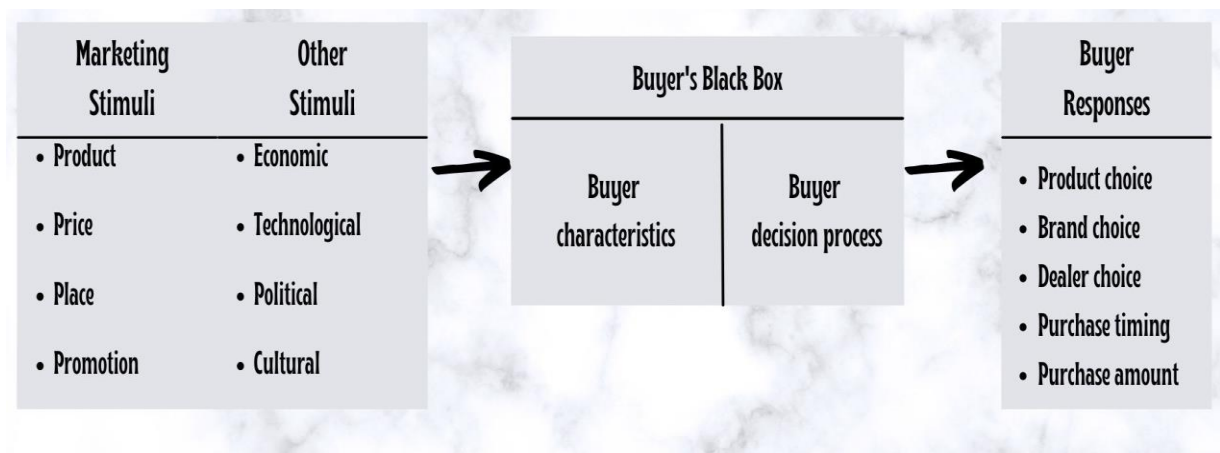 Marketing
Stimuli
Other
Stimuli
• Product
• Price
• Place
• Promotion
• Economic
• Technological
• Political
• Cultural
Buyer's Black Box
Buyer
characteristics
Buyer
decision process
Buyer
Responses
• Product choice
• Brand choice
• Dealer choice
• Purchase timing
• Purchase amount